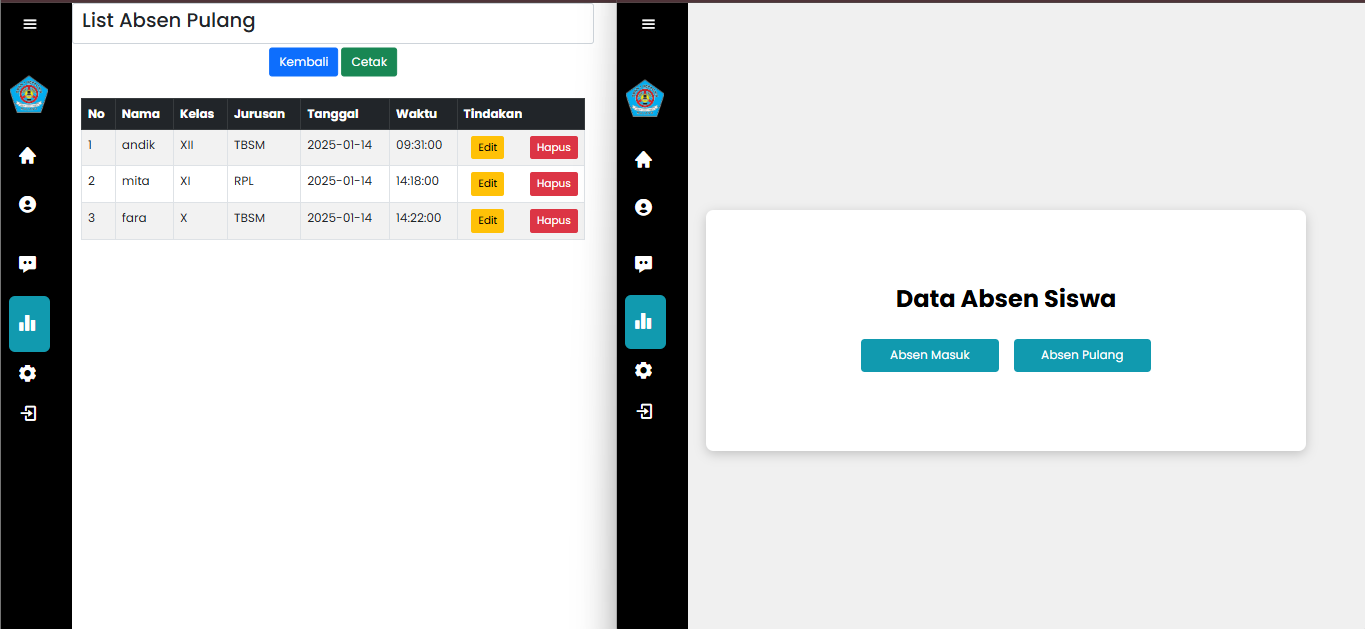 List Absen Pulang
Kembali Cetak
No Nama Kelas Jurusan Tanggal Waktu Tindakan
1 andik XII TBSM 2025-01-14 09:31:00 Edit Hapus
2 mita XI RPL 2025-01-14 14:18:00 Edit Hapus
3 fara X TBSM 2025-01-14 14:22:00 Edit Hapus
Data Absen Siswa
Absen Masuk Absen Pulang